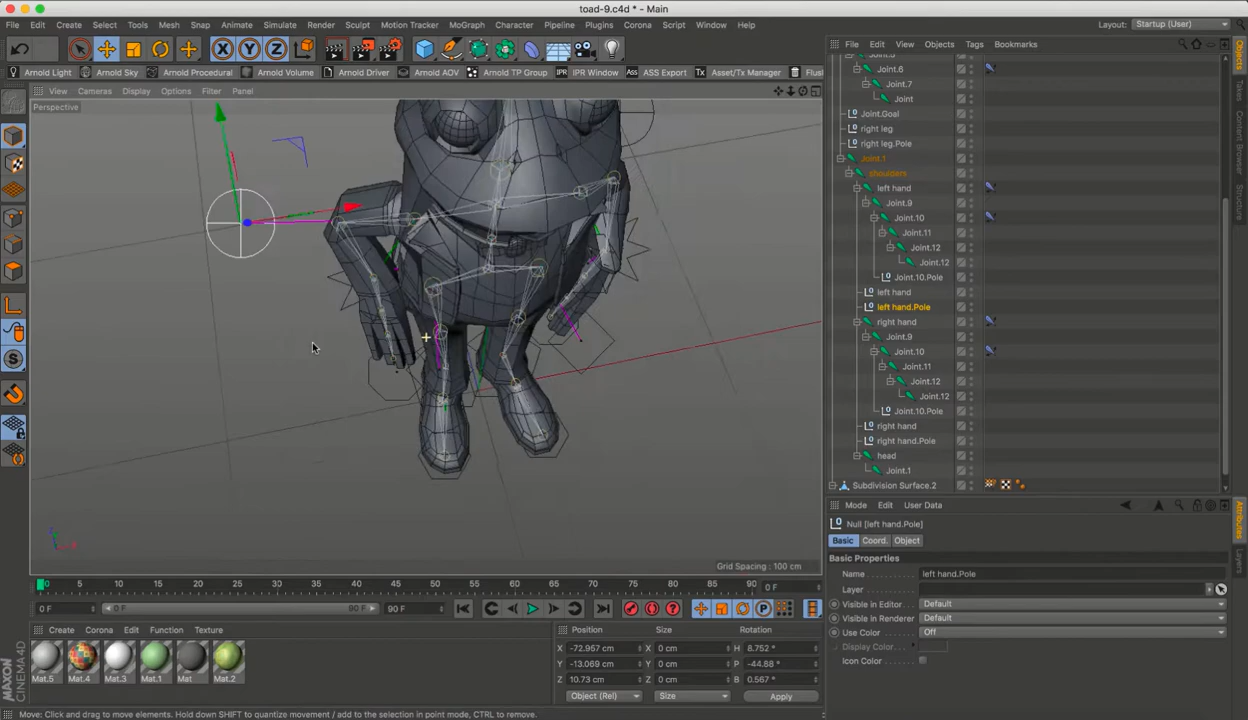 toad-9.c4d * - Main
File Edit Create Select Tools Mesh Snap Animate Simulate Render Sculpt Motion Tracker MoGraph Character Pipeline Plugins Corona Script Window Help Layout: Startup (User)
File Edit View Objects Tags Bookmarks
X Y Z
Arnold Light Arnold Sky Arnold Procedural Arnold Volume Arnold Driver Arnold AOV Arnold TP Group IPR IPR Window Ass ASS Export Tx Asset/Tx Manager Flus
View Cameras Display Options Filter Panel
Perspective
Joint.6
Joint.7
Joint
Joint.Goal
right leg
right leg.Pole
Joint.1
shoulders
left hand
Joint.9
Joint.10
Joint.11
Joint.12
Joint.12
Joint.10.Pole
left hand
left hand.Pole
right hand
Joint.9
Joint.10
Joint.11
Joint.12
Joint.12
Joint.10.Pole
right hand
right hand.Pole
head
Joint.1
Subdivision Surface.2
Objects
Takes
Content Browser
Structure
Mode Edit User Data
Null [left hand.Pole]
Basic Coord. Object
Basic Properties
Name left hand.Pole
Layer
Visible in Editor Default
Visible in Renderer Default
Use Color Off
Display Color
Icon Color
Attributes
Layers
Grid Spacing : 100 cm
0 5 10 15 20 25 30 35 40 45 50 55 60 65 70 75 80 85 90 0 F
0 F 0 F 90 F 90 F
Create Corona Edit Function Texture
Mat.5 Mat.4 Mat.3 Mat.1 Mat Mat.2
Position Size Rotation
X -72.957 cm X 0 cm H 8.752 °
Y -13.069 cm Y 0 cm P -44.88 °
Z 10.73 cm Z 0 cm B 0.567 °
Object (Rel) Size Apply
MAXON CINEMA4D
Move: Click and drag to move elements. Hold down SHIFT to quantize movement / add to the selection in point mode, CTRL to remove.